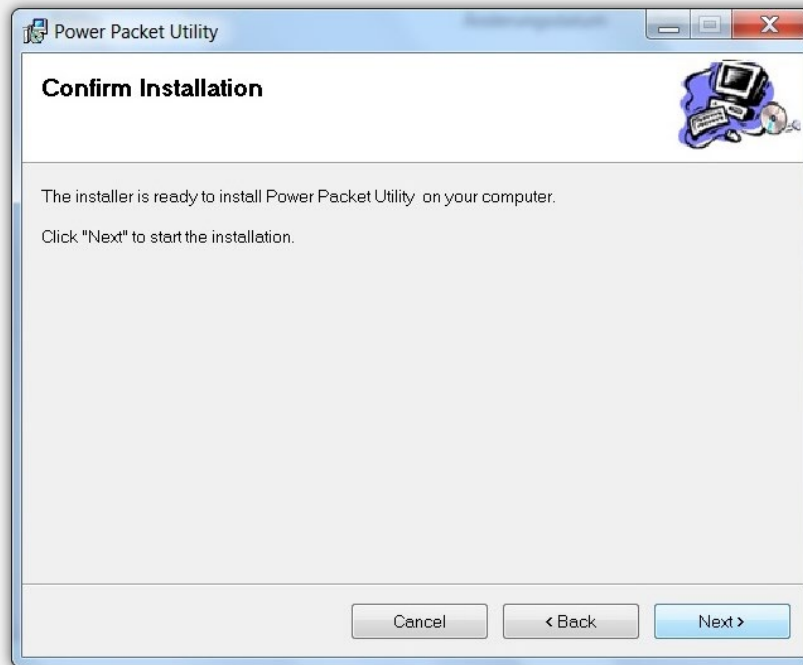 Power Packet Utility
Änderungsdatum
Confirm Installation
The installer is ready to install Power Packet Utility on your computer.
Click "Next" to start the installation.
Cancel
< Back
Next >